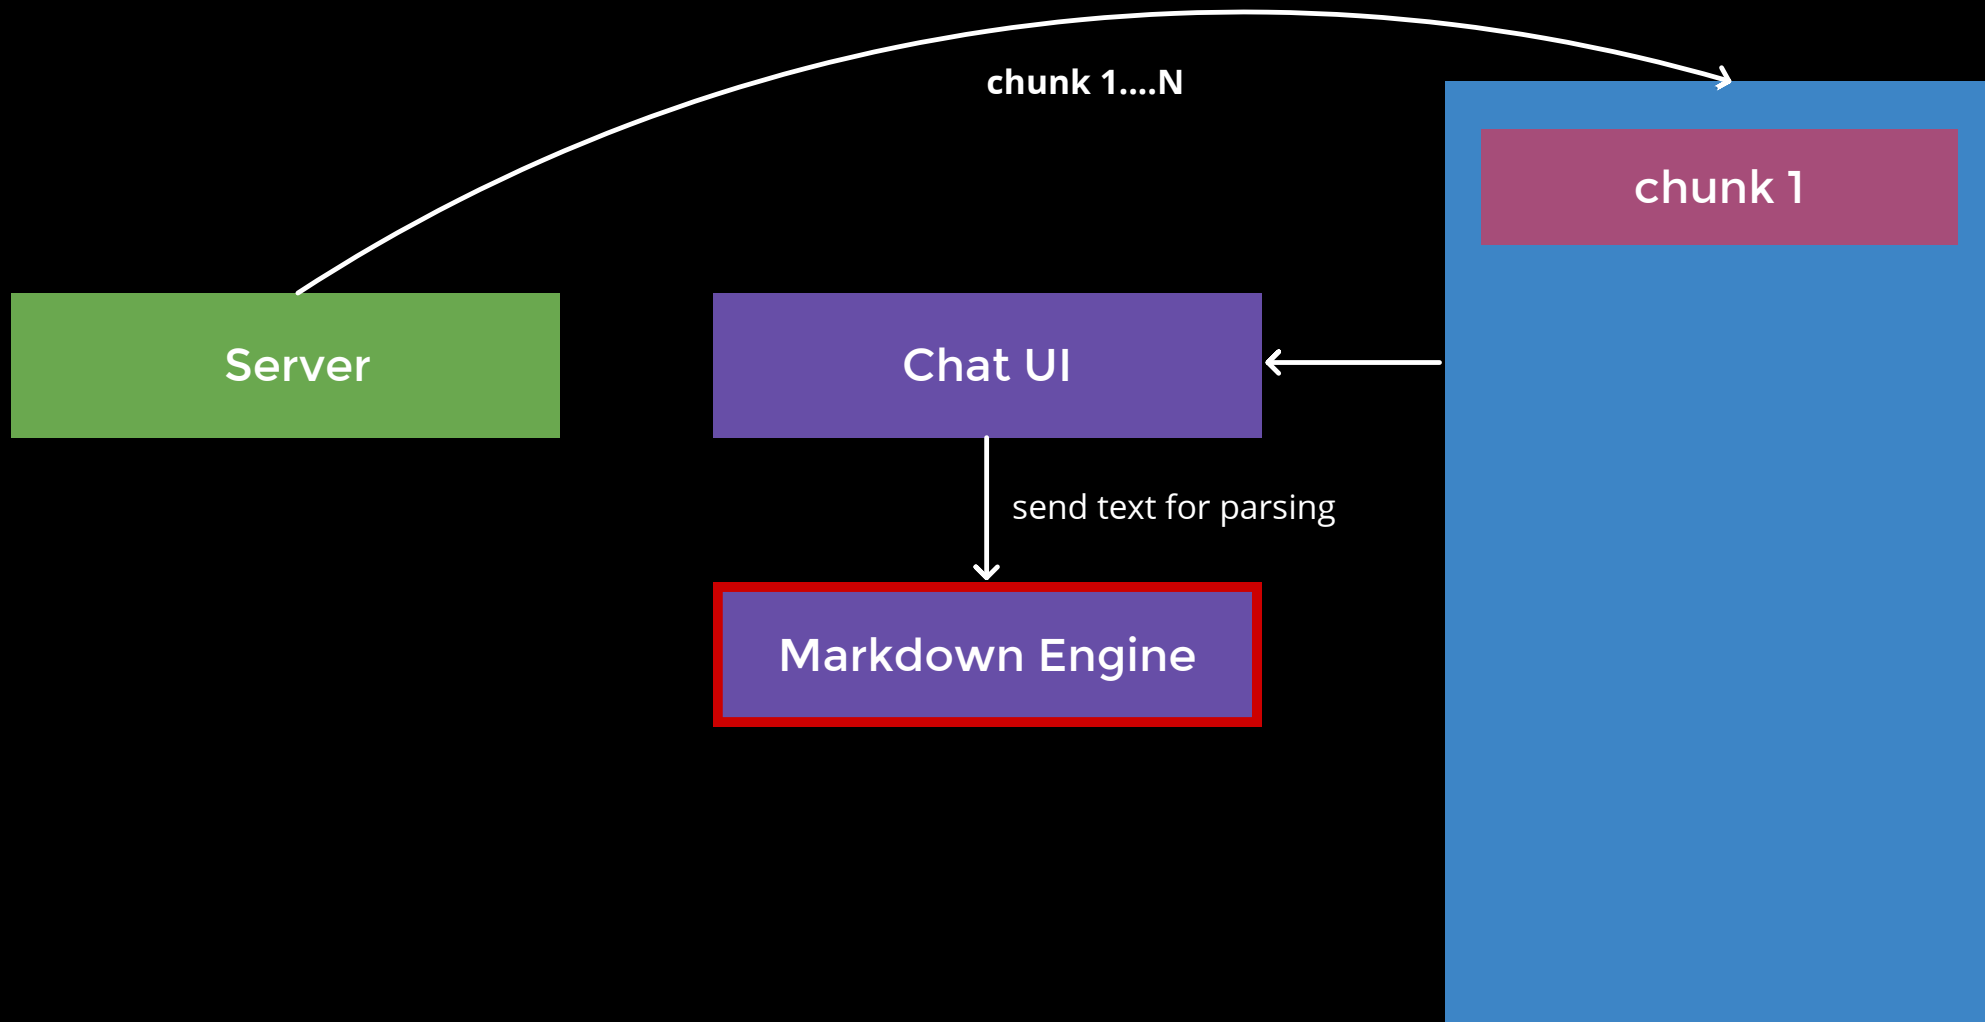 chunk 1....N
chunk 1
Server
Chat UI
send text for parsing
Markdown Engine